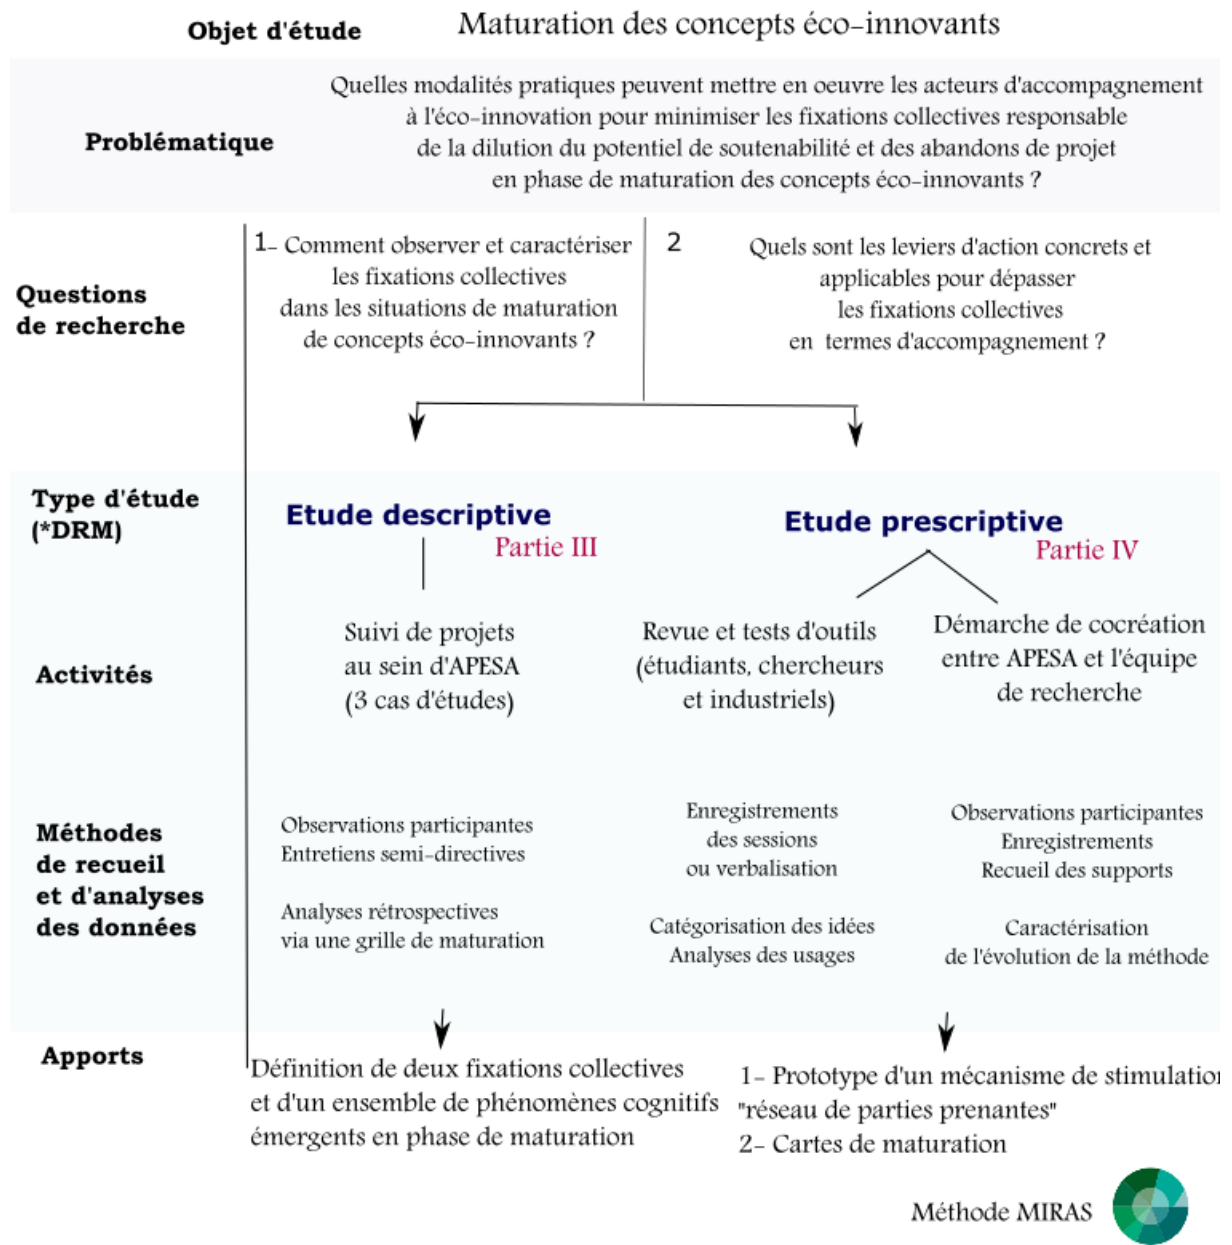 Objet d'étude
Maturation des concepts éco-innovants
Problématique
Quelles modalités pratiques peuvent mettre en oeuvre les acteurs d'accompagnement
à l'éco-innovation pour minimiser les fixations collectives responsable
de la dilution du potentiel de soutenabilité et des abandons de projet
en phase de maturation des concepts éco-innovants ?
Questions
de recherche
1- Comment observer et caractériser
les fixations collectives
dans les situations de maturation
de concepts éco-innovants ?
2
Quels sont les leviers d'action concrets et
applicables pour dépasser
les fixations collectives
en termes d'accompagnement ?
Type d'étude
(*DRM)
Etude descriptive
Partie III
Etude prescriptive
Partie IV
Activités
Suivi de projets
au sein d'APESA
(3 cas d'études)
Revue et tests d'outils
(étudiants, chercheurs
et industriels)
Démarche de cocréation
entre APESA et l'équipe
de recherche
Méthodes
de recueil
et d'analyses
des données
Observations participantes
Entretiens semi-directives
Analyses rétrospectives
via une grille de maturation
Enregistrements
des sessions
ou verbalisation
Catégorisation des idées
Analyses des usages
Observations participantes
Enregistrements
Recueil des supports
Caractérisation
de l'évolution de la méthode
Apports
Définition de deux fixations collectives
et d'un ensemble de phénomènes cognitifs
émergents en phase de maturation
1- Prototype d'un mécanisme de stimulation
"réseau de parties prenantes"
2- Cartes de maturation
Méthode MIRAS